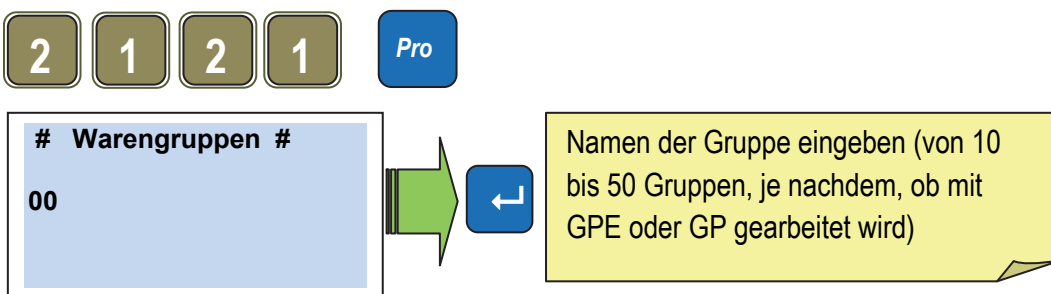 2 1 2 1 Pro
# Warengruppen #
00
Namen der Gruppe eingeben (von 10
bis 50 Gruppen, je nachdem, ob mit
GPE oder GP gearbeitet wird)